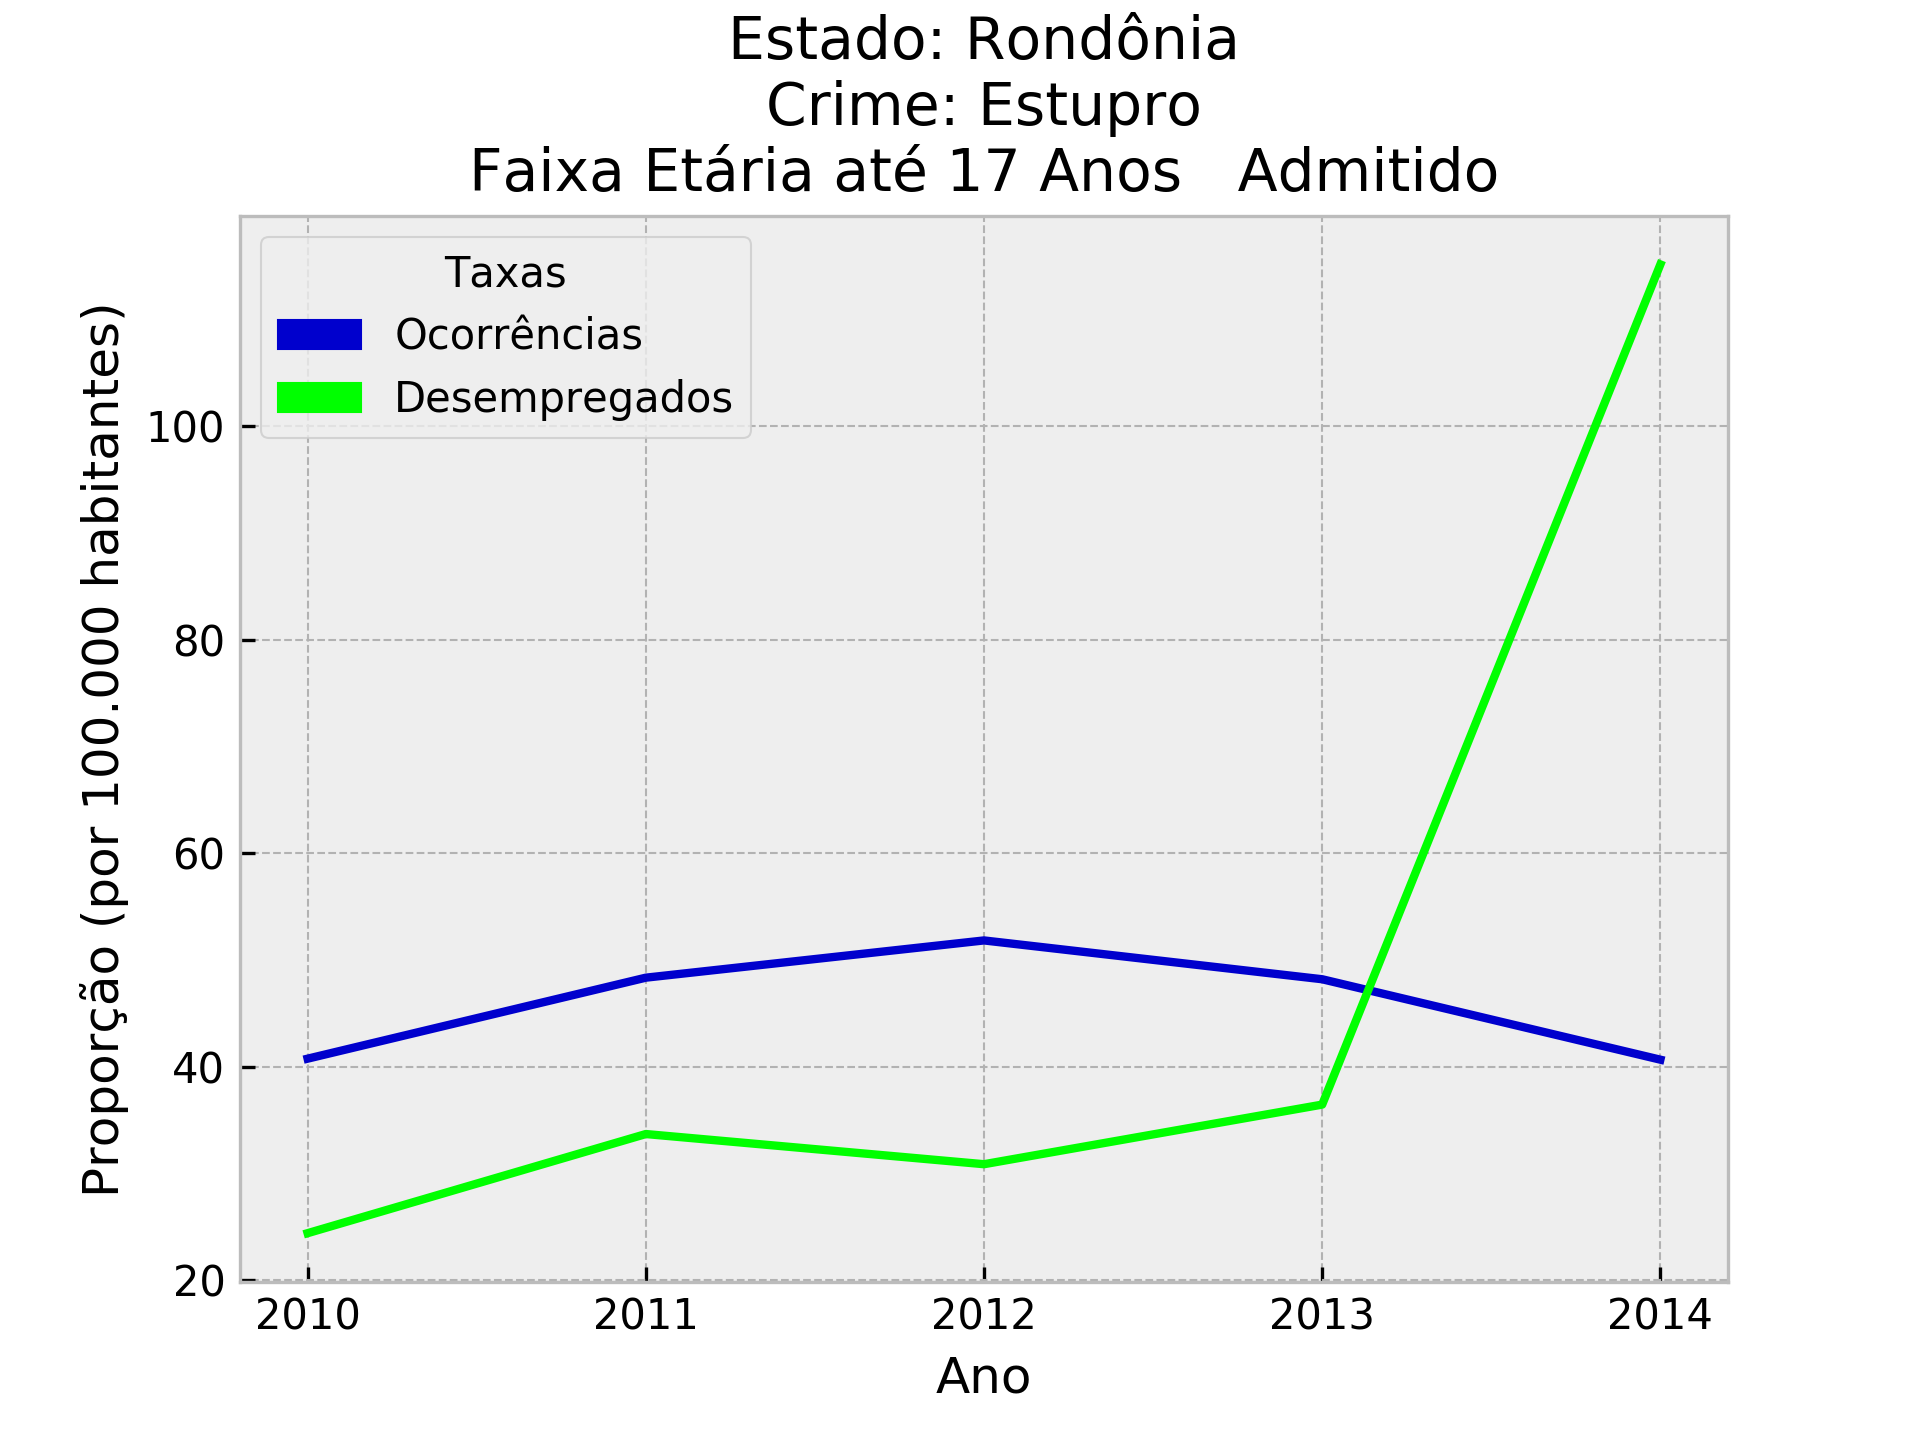 Estado: Rondônia
Crime: Estupro
Faixa Etária até 17 Anos   Admitido
Taxas
Ocorrências
Desempregados
Proporção (por 100.000 habitantes)
100
80
60
40
20
2010 2011 2012 2013 2014
Ano